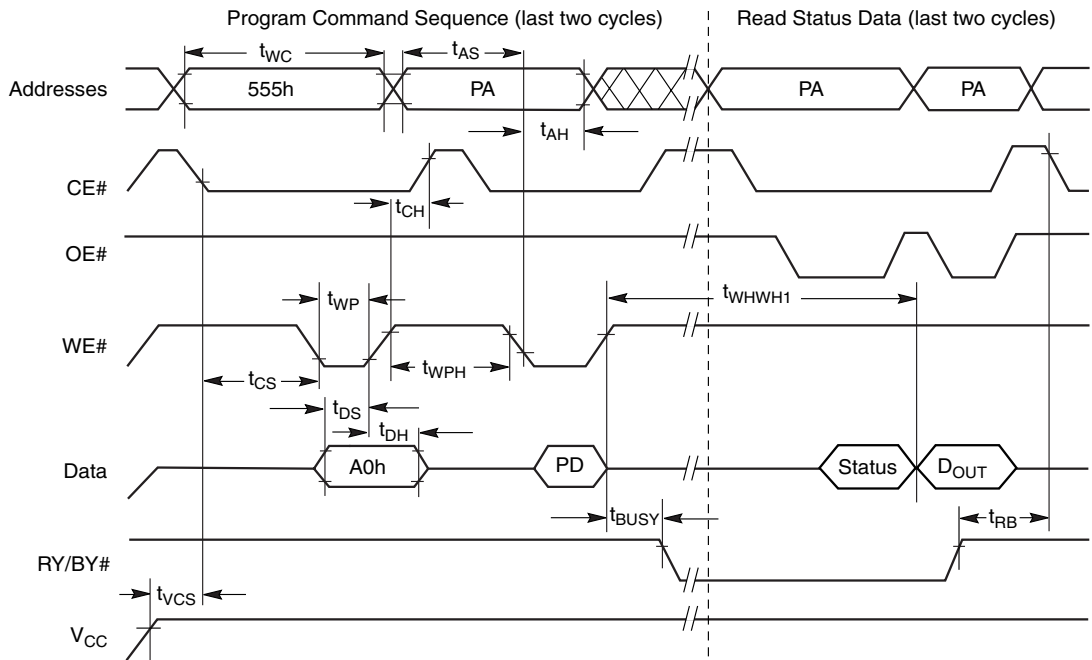 Program Command Sequence (last two cycles)
Read Status Data (last two cycles)
tWC
tAS
Addresses
555h
PA
PA
PA
tAH
CE#
tCH
OE#
tWP
tWHWH1
WE#
tCS
tWPH
tDS
tDH
Data
A0h
PD
Status
DOUT
tBUSY
tRB
RY/BY#
tVCS
VCC